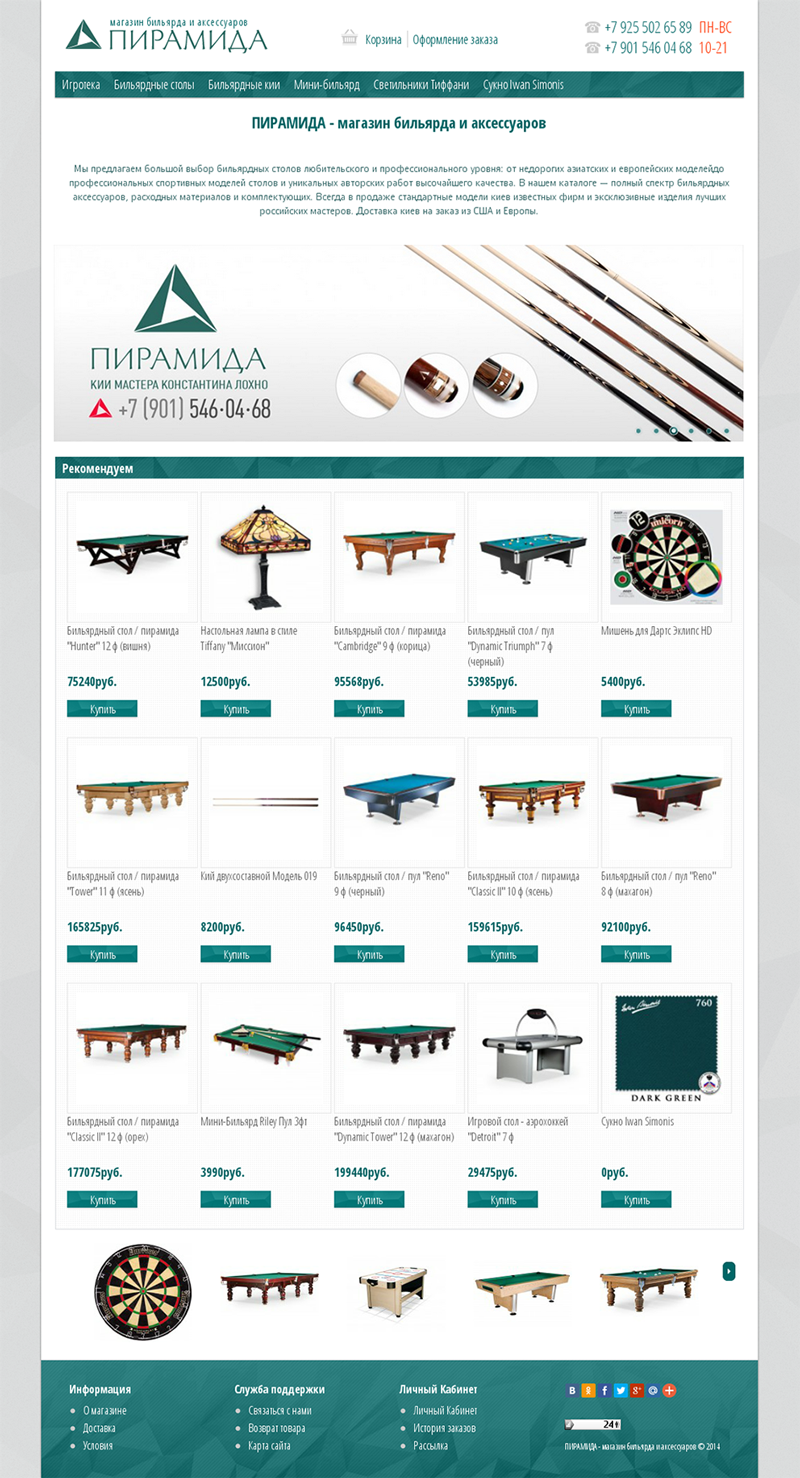 магазин бильярда и аксессуаров
ПИРАМИДА
Корзина
Оформление заказа
+7 925 502 65 89 ПН-ВС
+7 901 546 04 68 10-21
Игротека Бильярдные столы Бильярдные кии Мини-бильярд Светильники Тиффани Сукно Iwan Simonis
ПИРАМИДА - магазин бильярда и аксессуаров
Мы предлагаем большой выбор бильярдных столов любительского и профессионального уровня: от недорогих азиатских и европейских моделейдо
профессиональных спортивных моделей столов и уникальных авторских работ высочайшего качества. В нашем каталоге — полный спектр бильярдных
аксессуаров, расходных материалов и комплектующих. Всегда в продаже стандартные модели киев известных фирм и эксклюзивные изделия лучших
российских мастеров. Доставка киев на заказ из США и Европы.
ПИРАМИДА
КИИ МАСТЕРА КОНСТАНТИНА ЛОХНО
+7 (901) 546·04·68
Рекомендуем
unicorn
Бильярдный стол / пирамида
"Hunter" 12 ф (вишня)
75240руб.
Купить
Настольная лампа в стиле
Tiffany "Миссион"
12500руб.
Купить
Бильярдный стол / пирамида
"Cambridge" 9 ф (корица)
95568руб.
Купить
Бильярдный стол / пул
"Dynamic Triumph" 7 ф
(черный)
53985руб.
Купить
Мишень для Дартс Эклипс HD
5400руб.
Купить
Бильярдный стол / пирамида
"Tower" 11 ф (ясень)
165825руб.
Купить
Кий двухсоставной Модель 019
8200руб.
Купить
Бильярдный стол / пул "Reno"
9 ф (черный)
96450руб.
Купить
Бильярдный стол / пирамида
"Classic II" 10 ф (ясень)
159615руб.
Купить
Бильярдный стол / пул "Reno"
8 ф (махагон)
92100руб.
Купить
Бильярдный стол / пирамида
"Classic II" 12 ф (орех)
177075руб.
Купить
Мини-Бильярд Riley Пул 3фт
3990руб.
Купить
Бильярдный стол / пирамида
"Dynamic Tower" 12 ф (махагон)
199440руб.
Купить
Игровой стол - аэрохоккей
"Detroit" 7 ф
29475руб.
Купить
Iwan Simonis 760
DARK GREEN
Сукно Iwan Simonis
0руб.
Купить
Информация
О магазине
Доставка
Условия
Служба поддержки
Связаться с нами
Возврат товара
Карта сайта
Личный Кабинет
Личный Кабинет
История заказов
Рассылка
24
ПИРАМИДА - магазин бильярда и аксессуаров © 2014